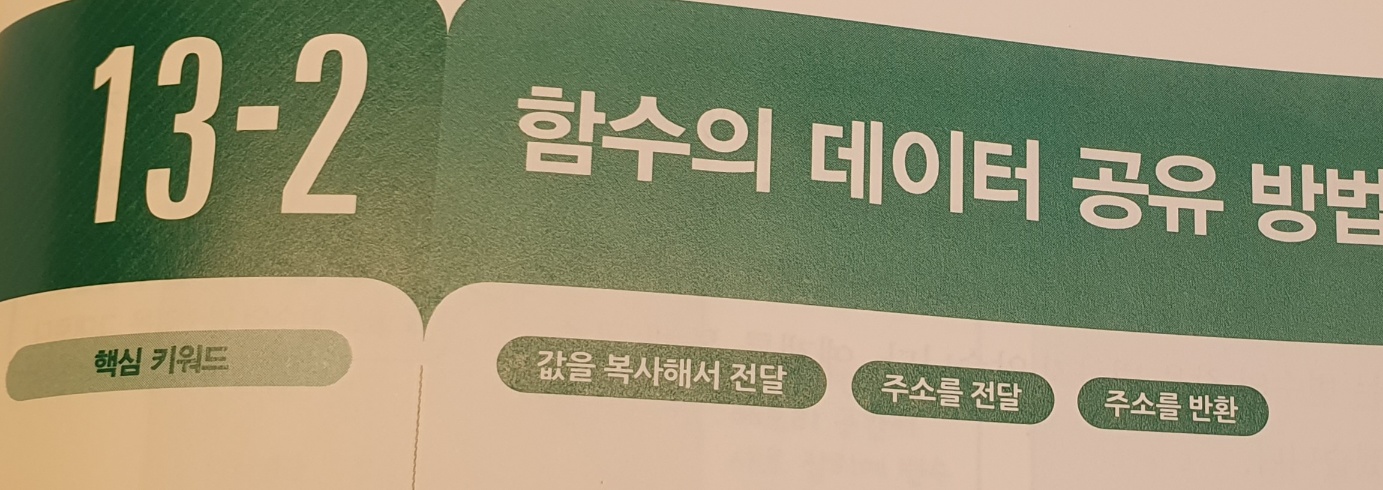 13-2
함수의 데이터 공유 방법
핵심 키워드
값을 복사해서 전달 주소를 전달 주소를 반환